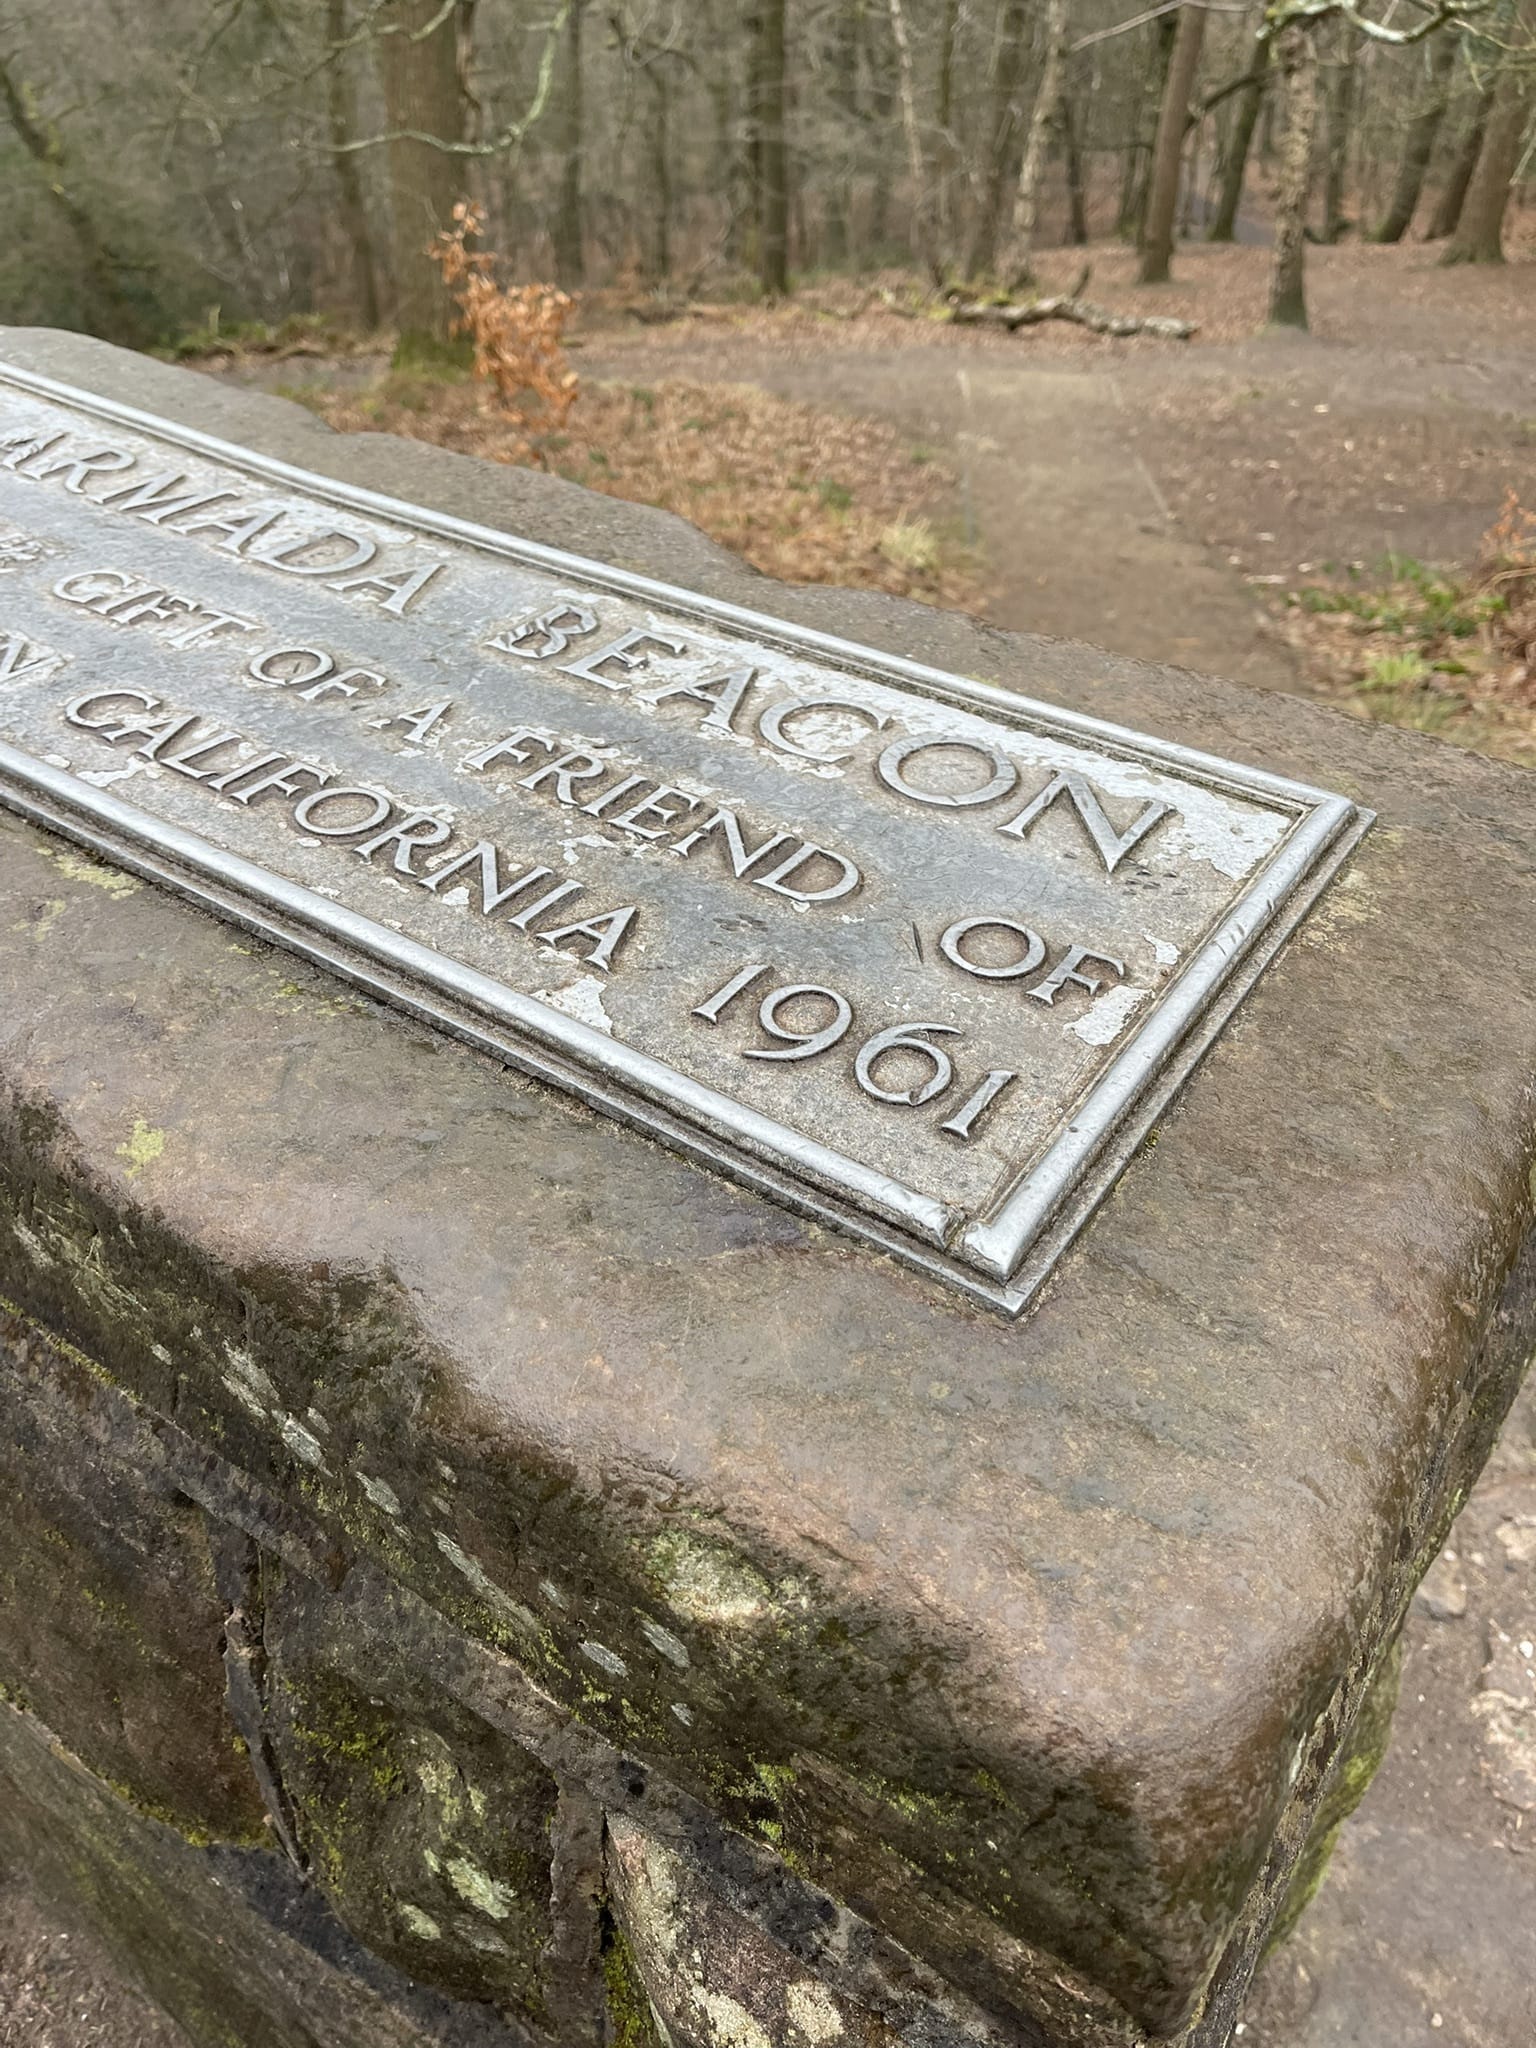 ARMADA BEACON
GIFT OF A FRIEND OF
CALIFORNIA 1961